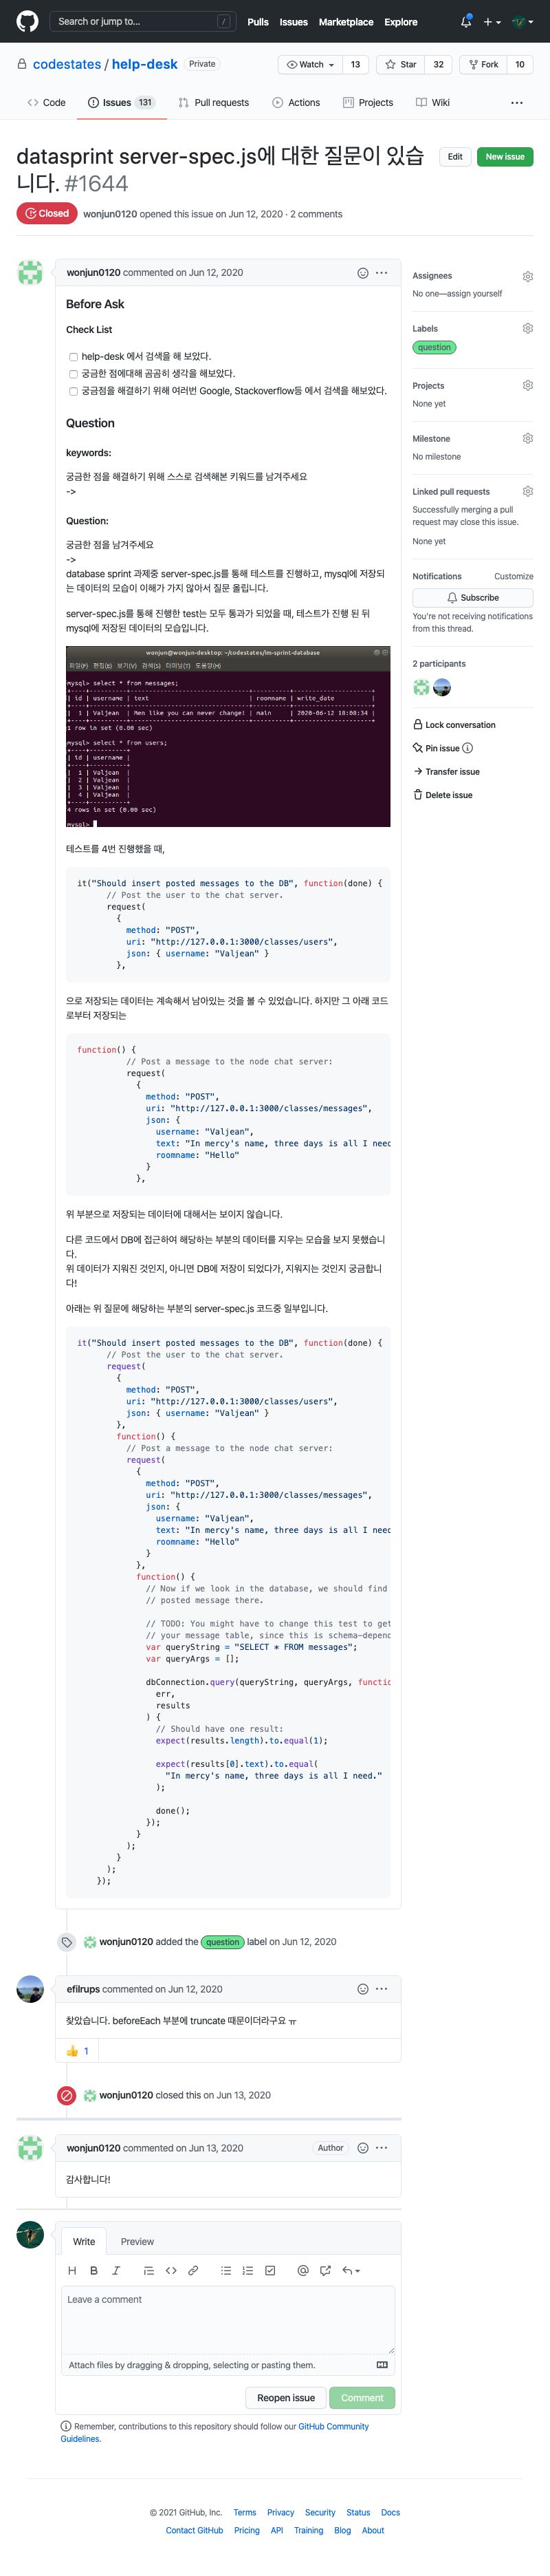 Search or jump to... /
Pulls Issues Marketplace Explore
codestates / help-desk Private
Watch 13 Star 32 Fork 10
Code Issues 131 Pull requests Actions Projects Wiki
datasprint server-spec.js에 대한 질문이 있습
니다. #1644
Edit New issue
Closed wonjun0120 opened this issue on Jun 12, 2020 · 2 comments
wonjun0120 commented on Jun 12, 2020
Before Ask
Check List
help-desk 에서 검색을 해 보았다.
궁금한 점에대해 곰곰히 생각을 해보았다.
궁금점을 해결하기 위해 여러번 Google, Stackoverflow등 에서 검색을 해보았다.
Question
keywords:
궁금한 점을 해결하기 위해 스스로 검색해본 키워드를 남겨주세요
->
Question:
궁금한 점을 남겨주세요
->
database sprint 과제중 server-spec.js를 통해 테스트를 진행하고, mysql에 저장되
는 데이터의 모습이 이해가 가지 않아서 질문 올립니다.
server-spec.js를 통해 진행한 test는 모두 통과가 되었을 때, 테스트가 진행 된 뒤
mysql에 저장된 데이터의 모습입니다.
wonjun@wonjun-desktop: ~/codestates/im-sprint-database
파일(F) 편집(E) 보기(V) 검색(S) 터미널(T) 도움말(H)
mysql> select * from messages;
+----+----------+----------------------------------+----------+---------------------+
| id | username | text | roomname | write_date |
+----+----------+----------------------------------+----------+---------------------+
| 1 | Valjean | Men like you can never change! | main | 2020-06-12 18:08:34 |
+----+----------+----------------------------------+----------+---------------------+
1 row in set (0.00 sec)
mysql> select * from users;
+----+----------+
| id | username |
+----+----------+
| 1 | Valjean |
| 2 | Valjean |
| 3 | Valjean |
| 4 | Valjean |
+----+----------+
4 rows in set (0.00 sec)
mysql>
테스트를 4번 진행했을 때,
it("Should insert posted messages to the DB", function(done) {
// Post the user to the chat server.
request(
{
method: "POST",
uri: "http://127.0.0.1:3000/classes/users",
json: { username: "Valjean" }
},
으로 저장되는 데이터는 계속해서 남아있는 것을 볼 수 있었습니다. 하지만 그 아래 코드
로부터 저장되는
function() {
// Post a message to the node chat server:
request(
{
method: "POST",
uri: "http://127.0.0.1:3000/classes/messages",
json: {
username: "Valjean",
text: "In mercy's name, three days is all I need
roomname: "Hello"
}
},
위 부분으로 저장되는 데이터에 대해서는 보이지 않습니다.
다른 코드에서 DB에 접근하여 해당하는 부분의 데이터를 지우는 모습을 보지 못했습니
다.
위 데이터가 지워진 것인지, 아니면 DB에 저장이 되었다가, 지워지는 것인지 궁금합니
다!
아래는 위 질문에 해당하는 부분의 server-spec.js 코드중 일부입니다.
it("Should insert posted messages to the DB", function(done) {
// Post the user to the chat server.
request(
{
method: "POST",
uri: "http://127.0.0.1:3000/classes/users",
json: { username: "Valjean" }
},
function() {
// Post a message to the node chat server:
request(
{
method: "POST",
uri: "http://127.0.0.1:3000/classes/messages",
json: {
username: "Valjean",
text: "In mercy's name, three days is all I need
roomname: "Hello"
}
},
function() {
// Now if we look in the database, we should find
// posted message there.
// TODO: You might have to change this test to get
// your message table, since this is schema-depend
var queryString = "SELECT * FROM messages";
var queryArgs = [];
dbConnection.query(queryString, queryArgs, functio
err,
results
) {
// Should have one result:
expect(results.length).to.equal(1);
expect(results[0].text).to.equal(
"In mercy's name, three days is all I need."
);
done();
});
}
);
}
);
});
wonjun0120 added the question label on Jun 12, 2020
efilrups commented on Jun 12, 2020
찾았습니다. beforeEach 부분에 truncate 때문이더라구요 ㅠ
👍 1
wonjun0120 closed this on Jun 13, 2020
wonjun0120 commented on Jun 13, 2020 Author
감사합니다!
Write Preview
Leave a comment
Attach files by dragging & dropping, selecting or pasting them.
Reopen issue Comment
Remember, contributions to this repository should follow our GitHub Community
Guidelines.
Assignees
No one—assign yourself
Labels
question
Projects
None yet
Milestone
No milestone
Linked pull requests
Successfully merging a pull
request may close this issue.
None yet
Notifications Customize
Subscribe
You're not receiving notifications
from this thread.
2 participants
Lock conversation
Pin issue
Transfer issue
Delete issue
© 2021 GitHub, Inc. Terms Privacy Security Status Docs
Contact GitHub Pricing API Training Blog About